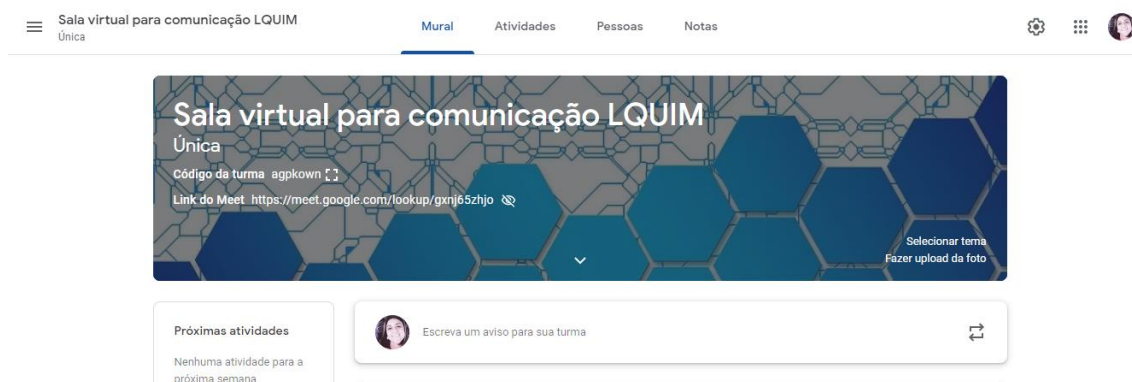 Sala virtual para comunicação LQUIM
Única
Mural Atividades Pessoas Notas
Sala virtual para comunicação LQUIM
Única
Código da turma agpkown
Link do Meet https://meet.google.com/lookup/gxnj65zhjo
Selecionar tema
Fazer upload da foto
Próximas atividades
Nenhuma atividade para a
próxima semana
Escreva um aviso para sua turma